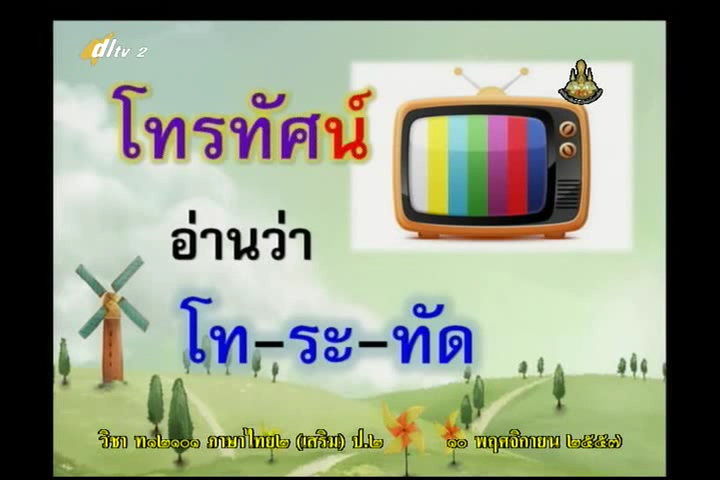 dltv 2
โทรทัศน์
อ่านว่า
โท-ระ-ทัด
วิชา ท๑๒๑๐๑ ภาษาไทย๒ (เสริม) ป.๒ ๑๐ พฤศจิกายน ๒๕๕๗